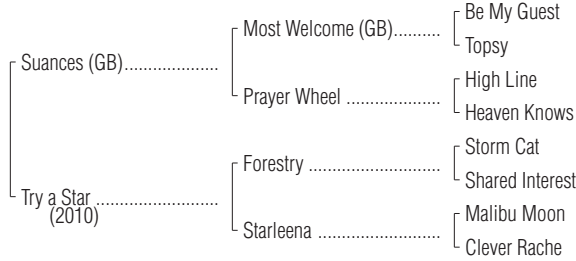 Be My Guest
Most Welcome (GB)..........
Topsy
Suances (GB)....................
High Line
Prayer Wheel ....................
Heaven Knows
Storm Cat
Forestry ............................
Shared Interest
Try a Star ..........................
(2010)
Malibu Moon
Starleena ..........................
Clever Rache